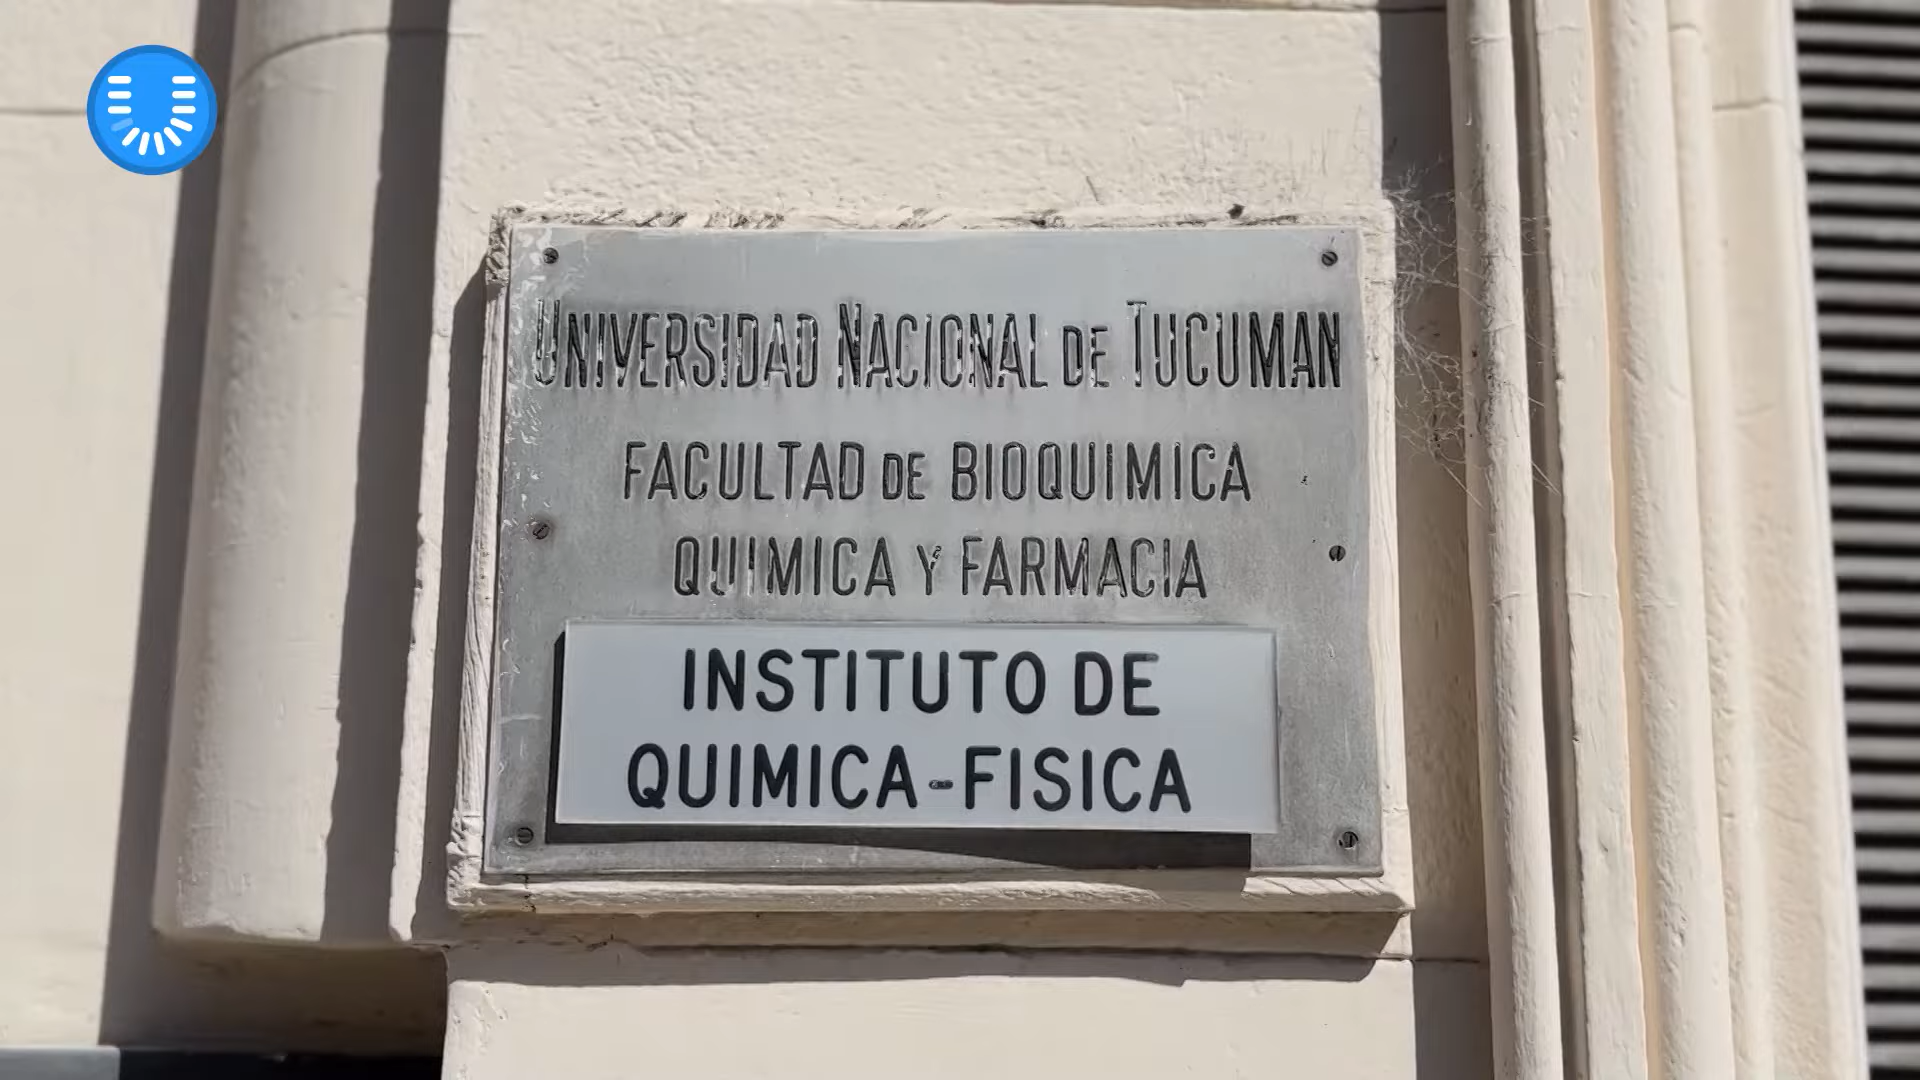 UNIVERSIDAD NACIONAL DE TUCUMAN
FACULTAD DE BIOQUIMICA
QUIMICA Y FARMACIA
INSTITUTO DE
QUIMICA-FISICA